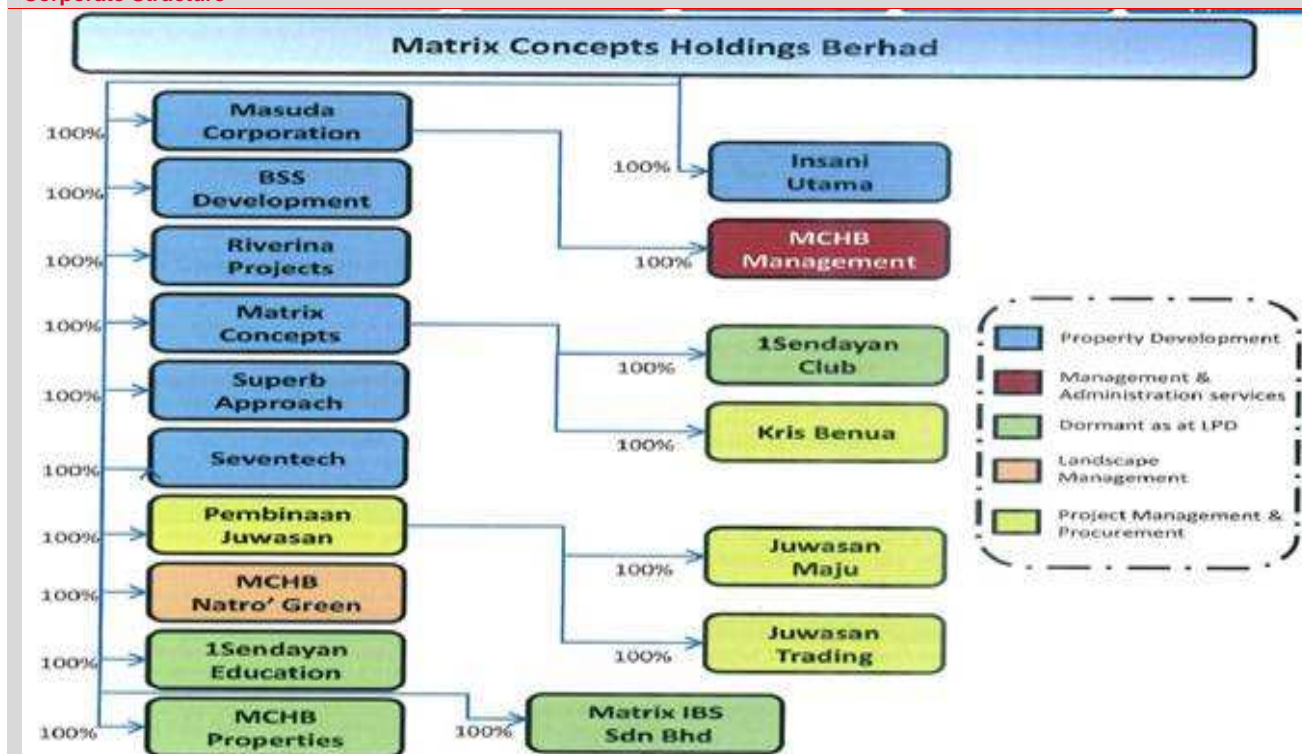 Corporate Structure
Matrix Concepts Holdings Berhad
100%
Masuda
Corporation
100%
BSS
Development
100%
Riverina
Projects
100%
Matrix
Concepts
100%
Superb
Approach
100%
Seventech
100%
Pembinaan
Juwasan
100%
MCHB
Natro' Green
100%
1Sendayan
Education
100%
MCHB
Properties
100%
Insani
Utama
100%
MCHB
Management
100%
1Sendayan
Club
100%
Kris Benua
100%
Juwasan
Maju
100%
Juwasan
Trading
100%
Matrix IBS
Sdn Bhd
Property Development
Management &
Administration services
Dormant as at LPD
Landscape
Management
Project Management &
Procurement